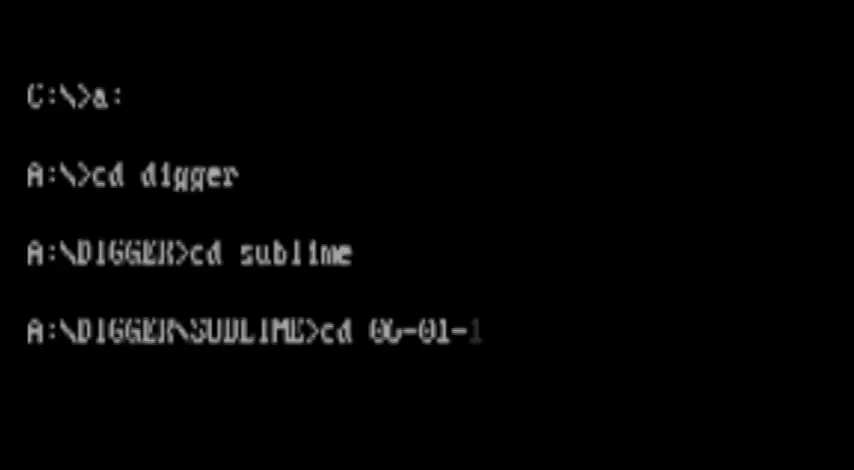 C:\>a:
A:\>cd digger
A:\DIGGER>cd sublime
A:\DIGGER\SUBLIME>cd 06-01-1